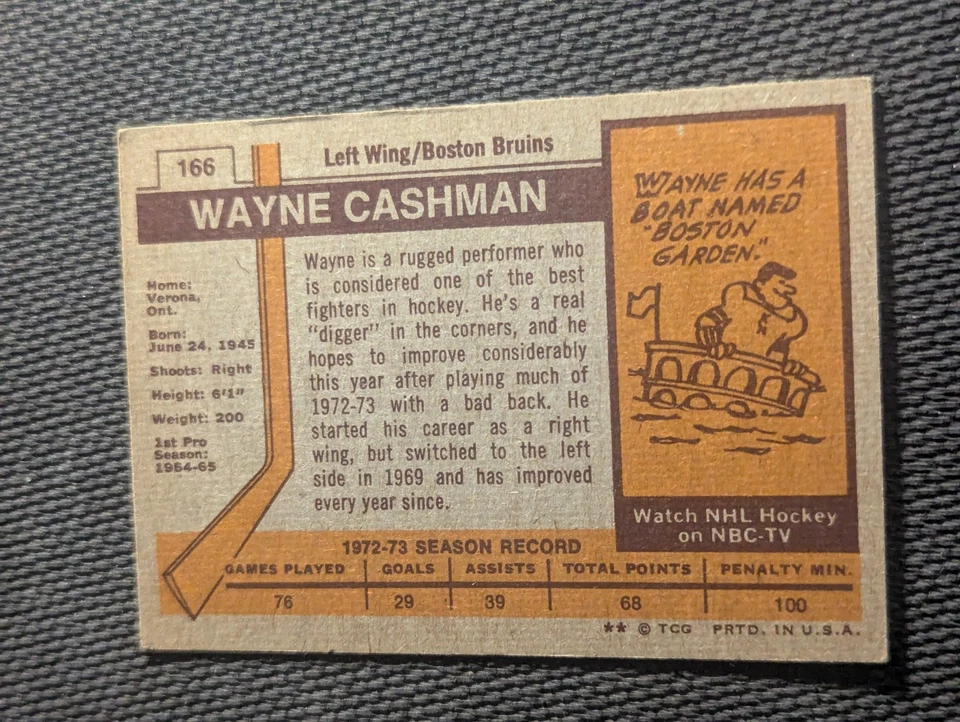 166
Left Wing/Boston Bruins
WAYNE CASHMAN
Home:
Verona,
Ont.
Born:
June 24, 1945
Shoots: Right
Height: 6'1"
Weight: 200
1st Pro
Season:
1964-65
Wayne is a rugged performer who
is considered one of the best
fighters in hockey. He's a real
"digger" in the corners, and he
hopes to improve considerably
this year after playing much of
1972-73 with a bad back. He
started his career as a right
wing, but switched to the left
side in 1969 and has improved
every year since.
WAYNE HAS A
BOAT NAMED
"BOSTON
GARDEN."
Watch NHL Hockey
on NBC-TV
1972-73 SEASON RECORD
GAMES PLAYED GOALS ASSISTS TOTAL POINTS PENALTY MIN.
76 29 39 68 100
** © TCG PRTD. IN U.S.A.